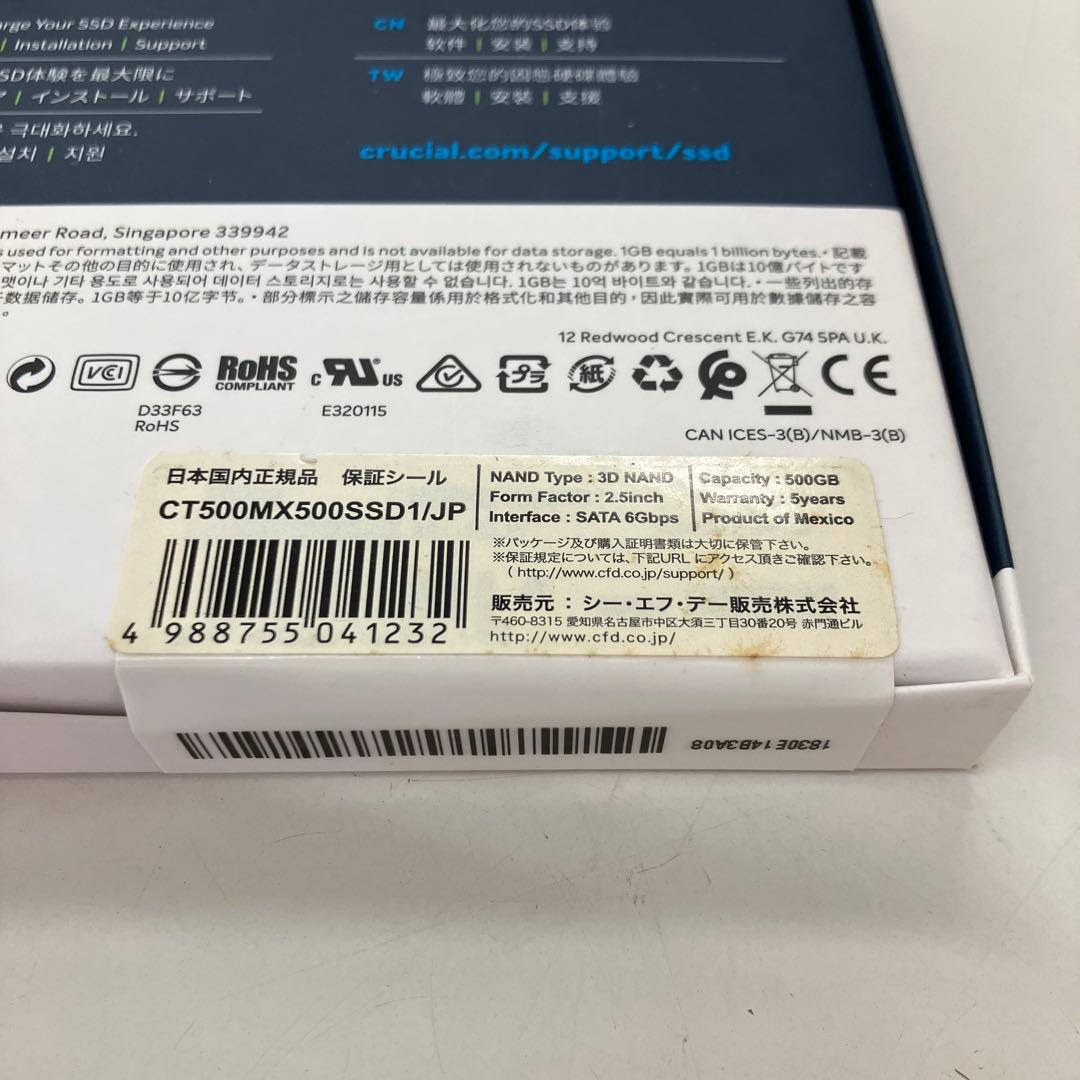 arge Your SSD Experience
/ Installation / Support
SD体験を最大限に
/ インストール / サポート
극대화하세요.
설치 / 지원
CN 最大化您的SSD体验
软件 / 安装 / 支持
TW 極致您的固態硬碟體驗
軟體 / 安裝 / 支援
crucial.com/support/ssd
meer Road, Singapore 339942
s used for formatting and other purposes and is not available for data storage. 1GB equals 1 billion bytes. • 記載
マットその他の目的に使用され、データストレージ用としては使用されないものがあります。1GBは10億バイトです
맷이나 기타 용도로 사용되어 데이터 스토리지로는 사용할 수 없습니다. 1GB는 10억 바이트와 같습니다. • 一些列出的存
数据储存。1GB等于10亿字节。• 部分標示之儲存容量係用於格式化和其他目的，因此實際可用於數據儲存之容
12 Redwood Crescent E.K. G74 5PA U.K.
VCI RoHS COMPLIANT c UL US プラ 紙 CE
D33F63
RoHS
E320115
CAN ICES-3(B)/NMB-3(B)
日本国内正規品 保証シール
CT500MX500SSD1/JP
4 988755 041232
NAND Type : 3D NAND
Form Factor : 2.5inch
Interface : SATA 6Gbps
Capacity : 500GB
Warranty : 5years
Product of Mexico
※パッケージ及び購入証明書類は大切に保管下さい。
※保証規定については、下記URL にアクセス頂きご確認下さい。
( http://www.cfd.co.jp/support/ )
販売元 : シー・エフ・デー販売株式会社
〒460-8315 愛知県名古屋市中区大須三丁目30番20号 赤門通ビル
http://www.cfd.co.jp/
1830E14B3A08